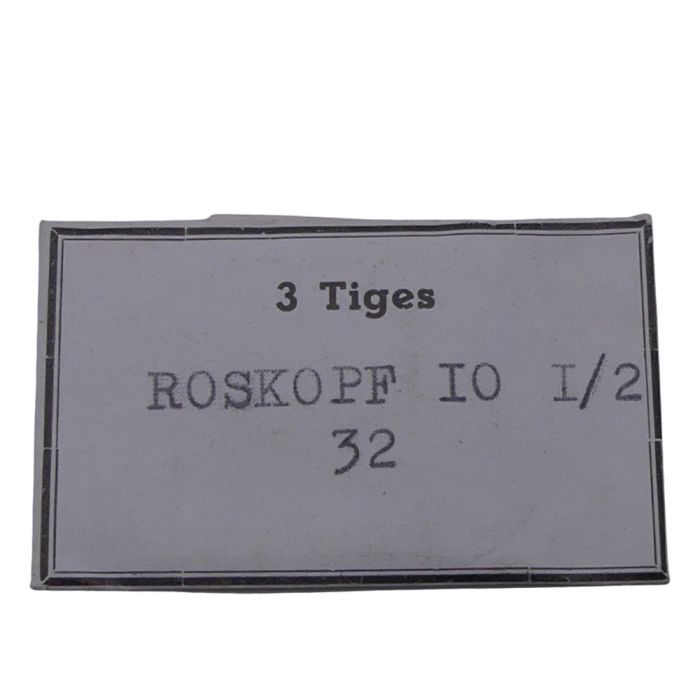 3 Tiges
ROSKOPF IO I/2
32